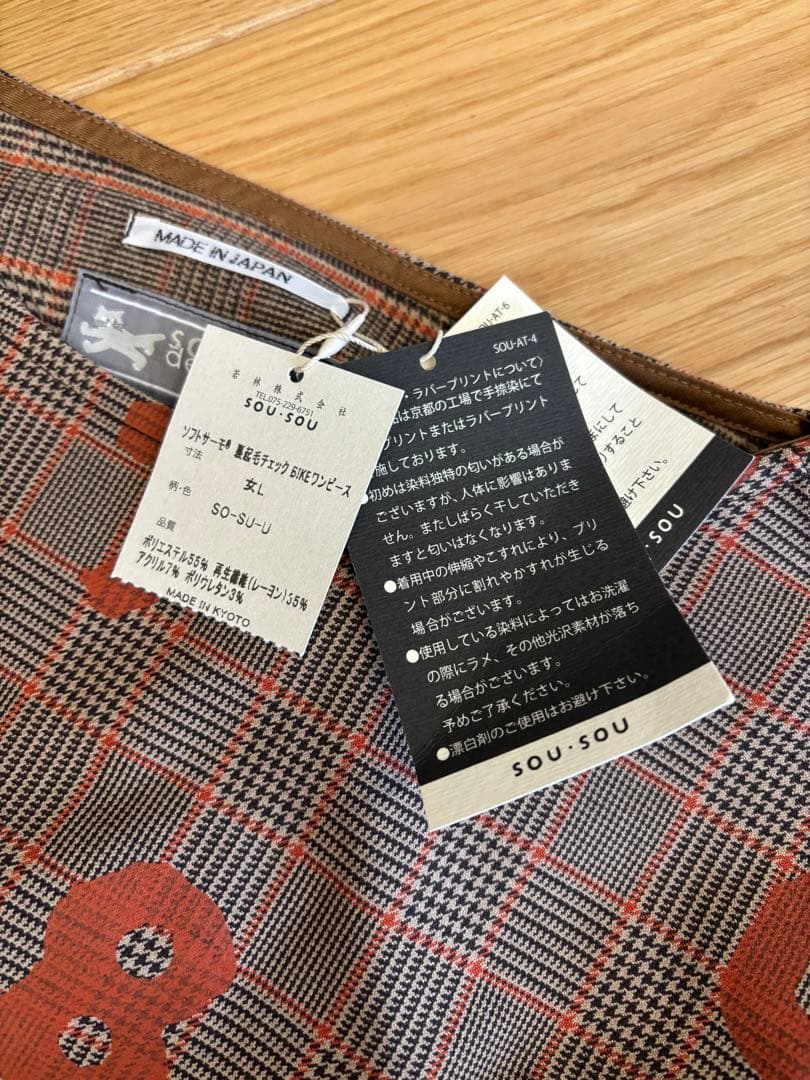 MADE IN JAPAN
so
de
若林株式会社
TEL.075-229-6751
SOU・SOU
ソフトサーモ® 裏起毛チェック 6IKEワンピース
寸法
女L
柄・色
SO-SU-U
品質
ポリエステル55% 再生繊維(レーヨン)35%
アクリル7% ポリウレタン3%
MADE IN KYOTO
SOU-AT-4
・ラバープリントについて〉
は京都の工場で手捺染にて
プリントまたはラバープリント
施しております。
●初めは染料独特の匂いがある場合が
ございますが、人体に影響はありま
せん。またしばらく干していただき
ますと匂いはなくなります。
●着用中の伸縮やこすれにより、プリ
ント部分に割れやかすれが生じる
場合がございます。
●使用している染料によってはお洗濯
の際にラメ、その他光沢素材が落ち
る場合がございます。
予めご了承ください。
●漂白剤のご使用はお避け下さい。
SOU・SOU
SOU-AT-6
して
まにして
りすること
避け下さい。
SOU